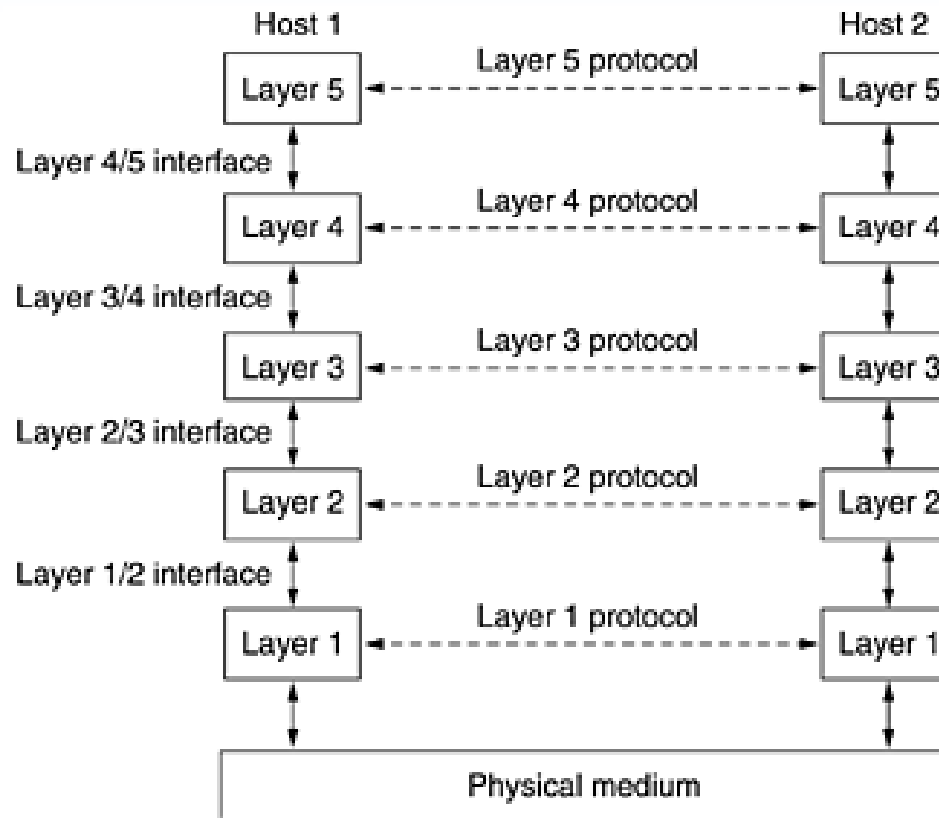 Host 1
Host 2
Layer 5 protocol
Layer 5
Layer 5
Layer 4/5 interface
Layer 4 protocol
Layer 4
Layer 4
Layer 3/4 interface
Layer 3 protocol
Layer 3
Layer 3
Layer 2/3 interface
Layer 2 protocol
Layer 2
Layer 2
Layer 1/2 interface
Layer 1 protocol
Layer 1
Layer 1
Physical medium